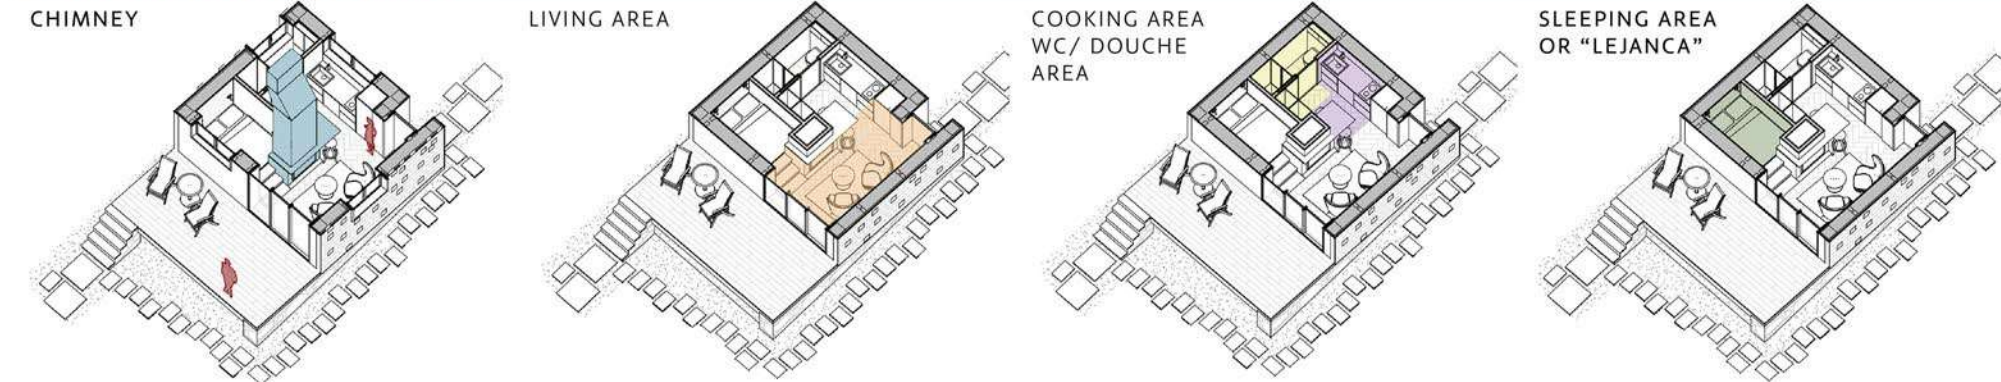 CHIMNEY
LIVING AREA
COOKING AREA
WC/ DOUCHE
AREA
SLEEPING AREA
OR “LEJANCA”